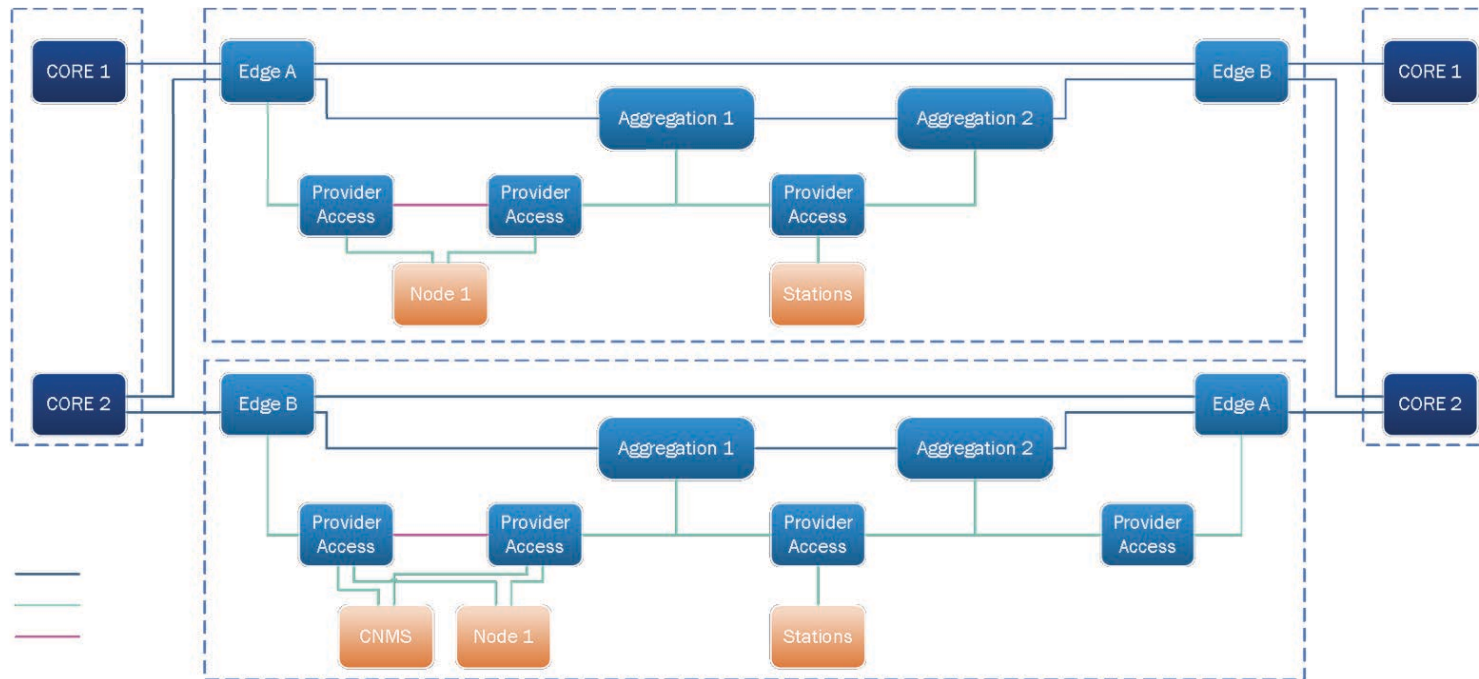 CORE 1
Edge A
Edge B
CORE 1
Aggregation 1
Aggregation 2
Provider
Access
Provider
Access
Provider
Access
Node 1
Stations
CORE 2
Edge B
Edge A
CORE 2
Aggregation 1
Aggregation 2
Provider
Access
Provider
Access
Provider
Access
Provider
Access
CNMS
Node 1
Stations